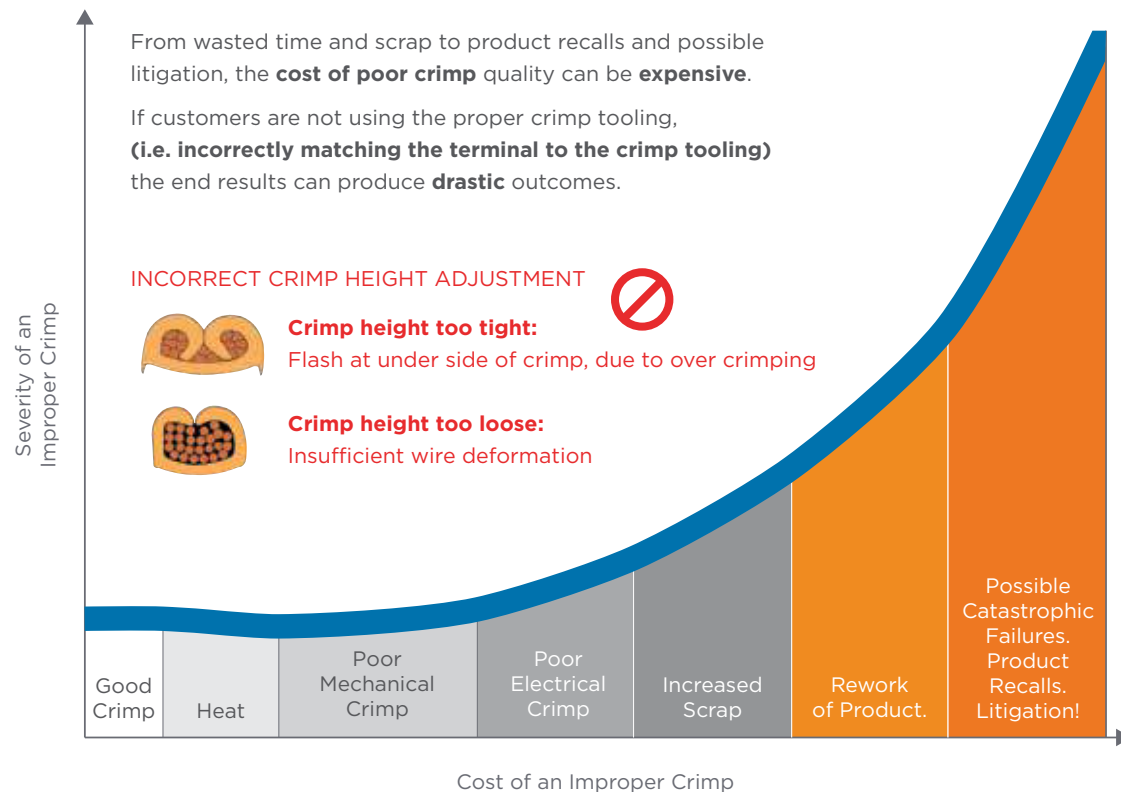 From wasted time and scrap to product recalls and possible
litigation, the cost of poor crimp quality can be expensive.
If customers are not using the proper crimp tooling,
(i.e. incorrectly matching the terminal to the crimp tooling)
the end results can produce drastic outcomes.
INCORRECT CRIMP HEIGHT ADJUSTMENT
Crimp height too tight:
Flash at under side of crimp, due to over crimping
Crimp height too loose:
Insufficient wire deformation
Severity of an
Improper Crimp
Good
Crimp
Heat
Poor
Mechanical
Crimp
Poor
Electrical
Crimp
Increased
Scrap
Rework
of Product.
Possible
Catastrophic
Failures.
Product
Recalls.
Litigation!
Cost of an Improper Crimp